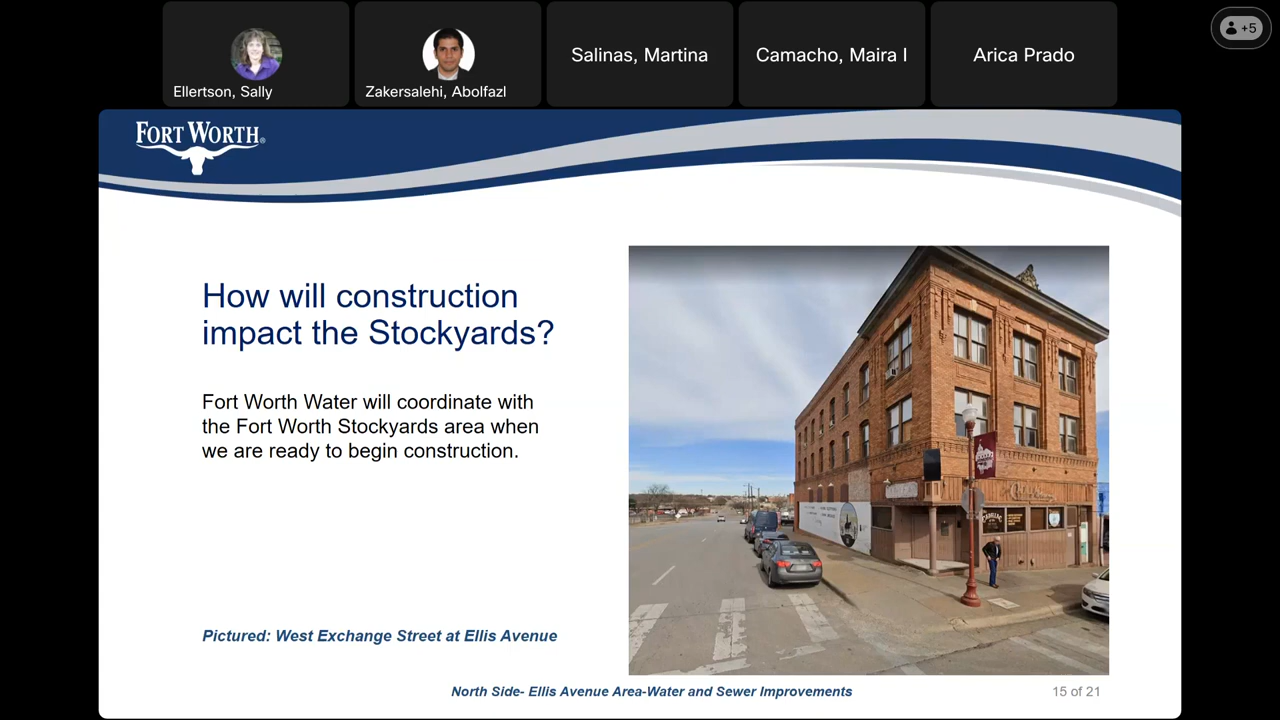 +5
Ellertson, Sally
Zakersalehi, Abolfazl
Salinas, Martina
Camacho, Maira I
Arica Prado
FORT WORTH®
How will construction
impact the Stockyards?
Fort Worth Water will coordinate with
the Fort Worth Stockyards area when
we are ready to begin construction.
Pictured: West Exchange Street at Ellis Avenue
North Side- Ellis Avenue Area-Water and Sewer Improvements
15 of 21